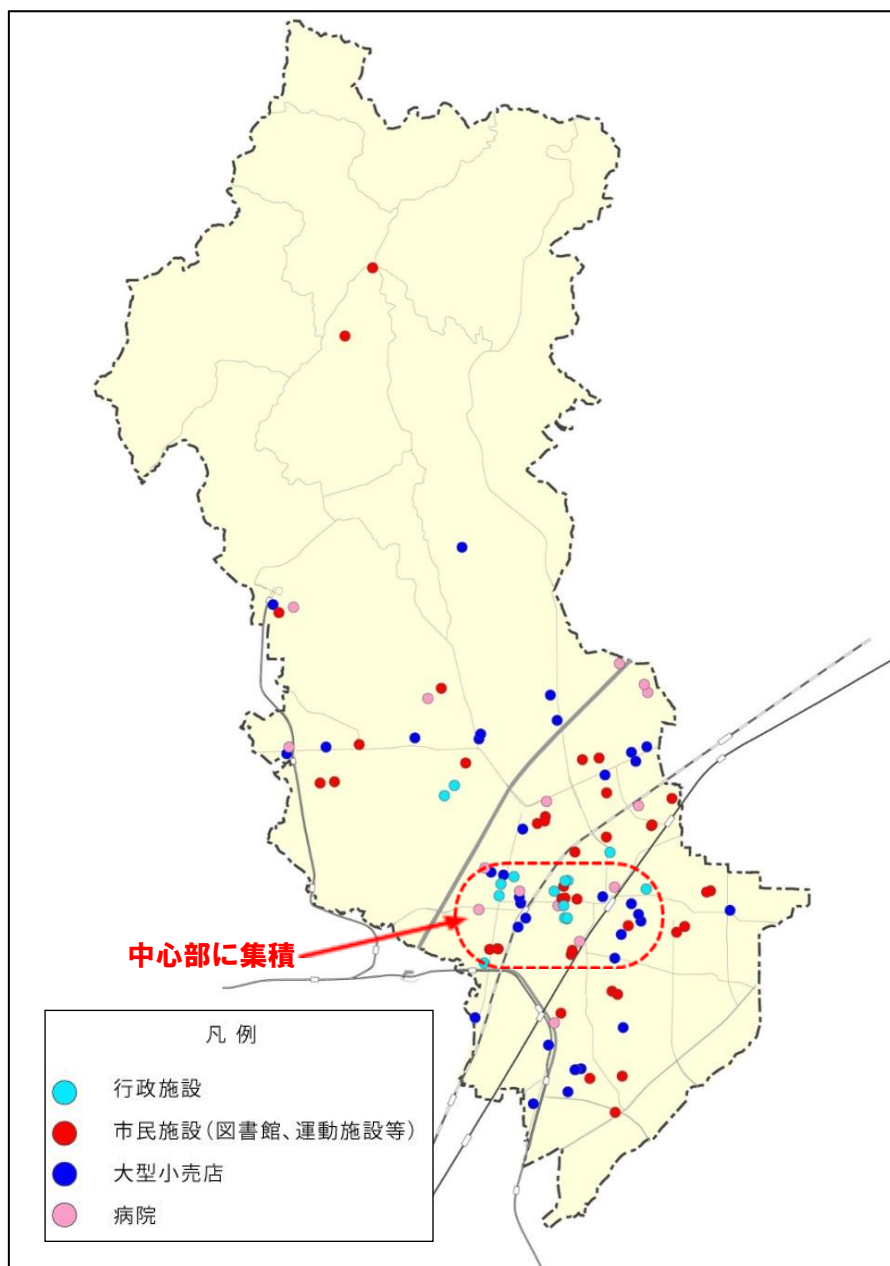 中心部に集積
凡 例
行政施設
市民施設(図書館、運動施設等)
大型小売店
病院